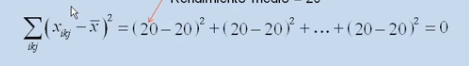 Rendimiento medio = 20
∑(x_ikj − x̄)² = (20 − 20)² + (20 − 20)² + ... + (20 − 20)² = 0
ikj